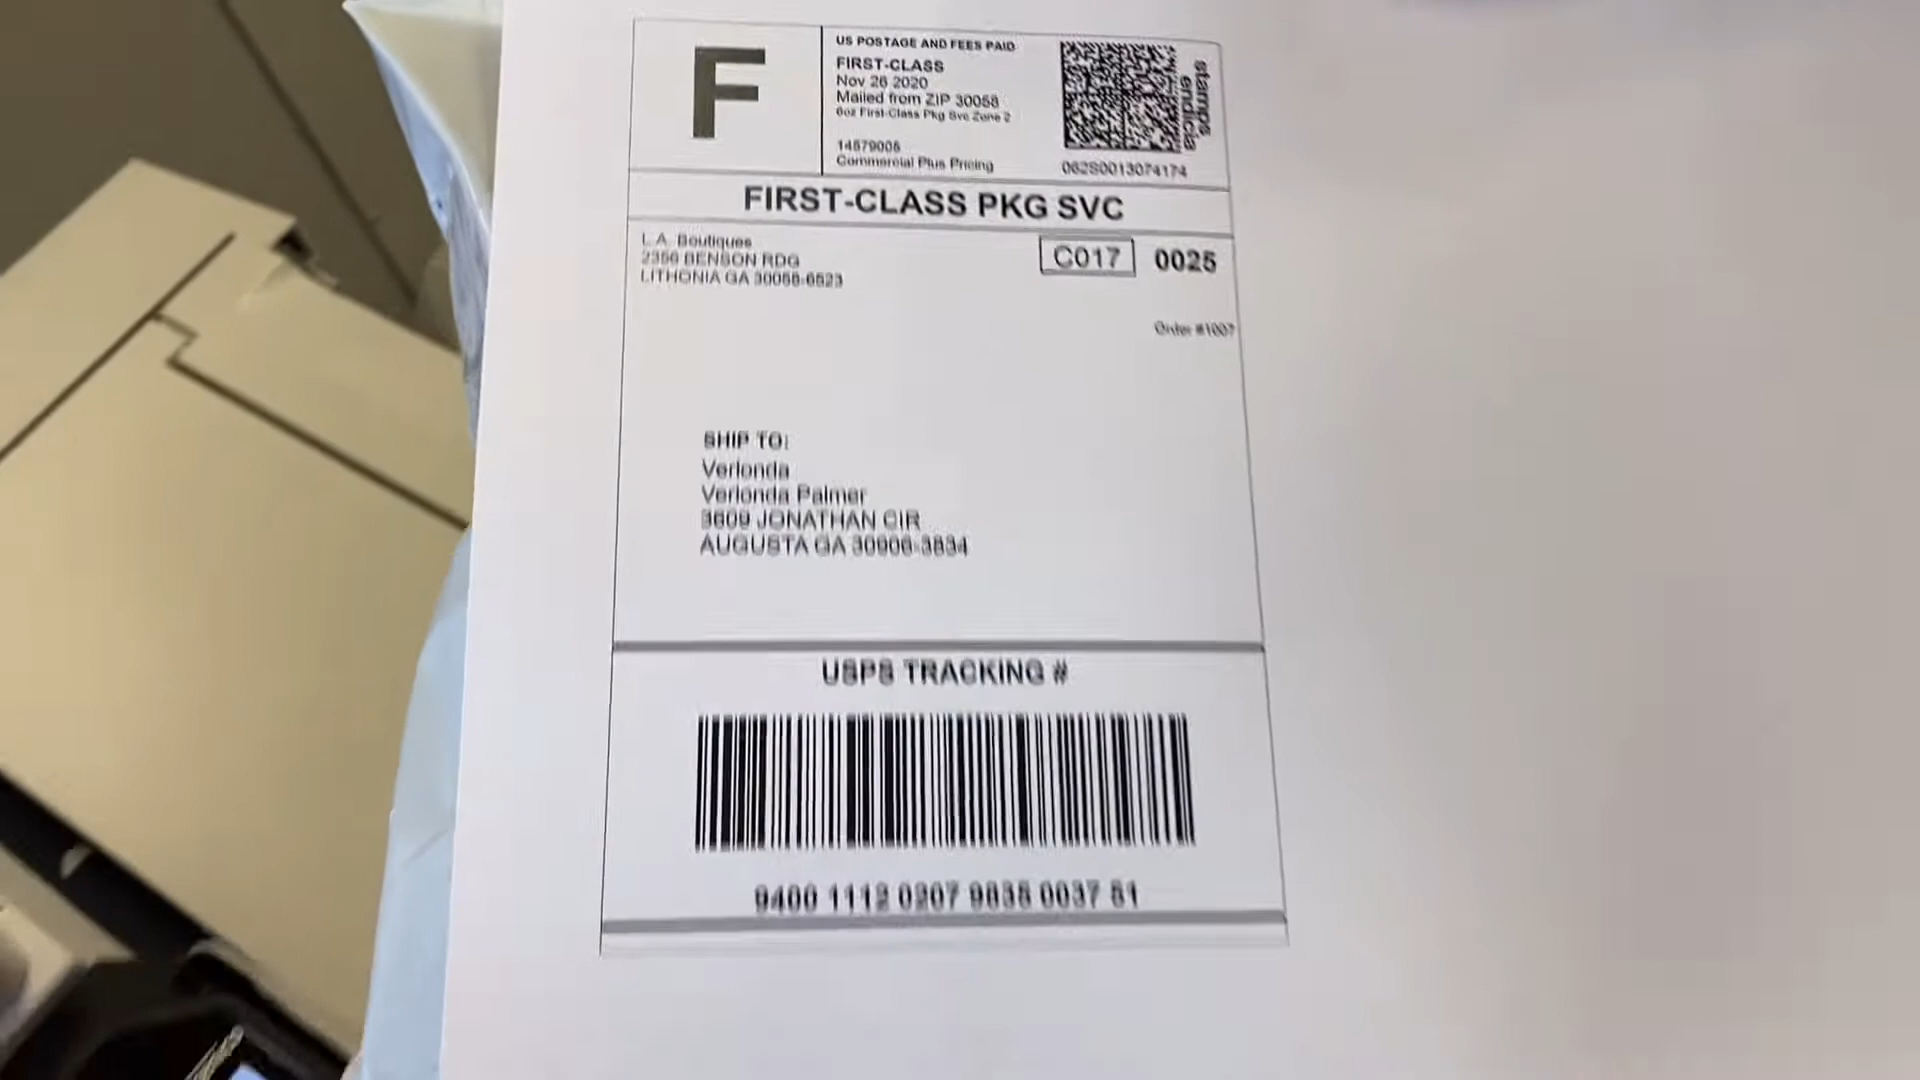 F
US POSTAGE AND FEES PAID
FIRST-CLASS
Nov 26 2020
Mailed from ZIP 30058
6oz First-Class Pkg Svc Zone 2
14579005
Commercial Plus Pricing
stamps
endicia
062S0013074174
FIRST-CLASS PKG SVC
L.A. Boutiques
BENSON RDG
LITHONIA GA 30058-6523
C017
0025
Order #1007
SHIP TO:
Verlonda
Verlonda Palmer
3609 JONATHAN CIR
AUGUSTA GA 30906-3834
USPS TRACKING #
9400 1112 0207 9835 0037